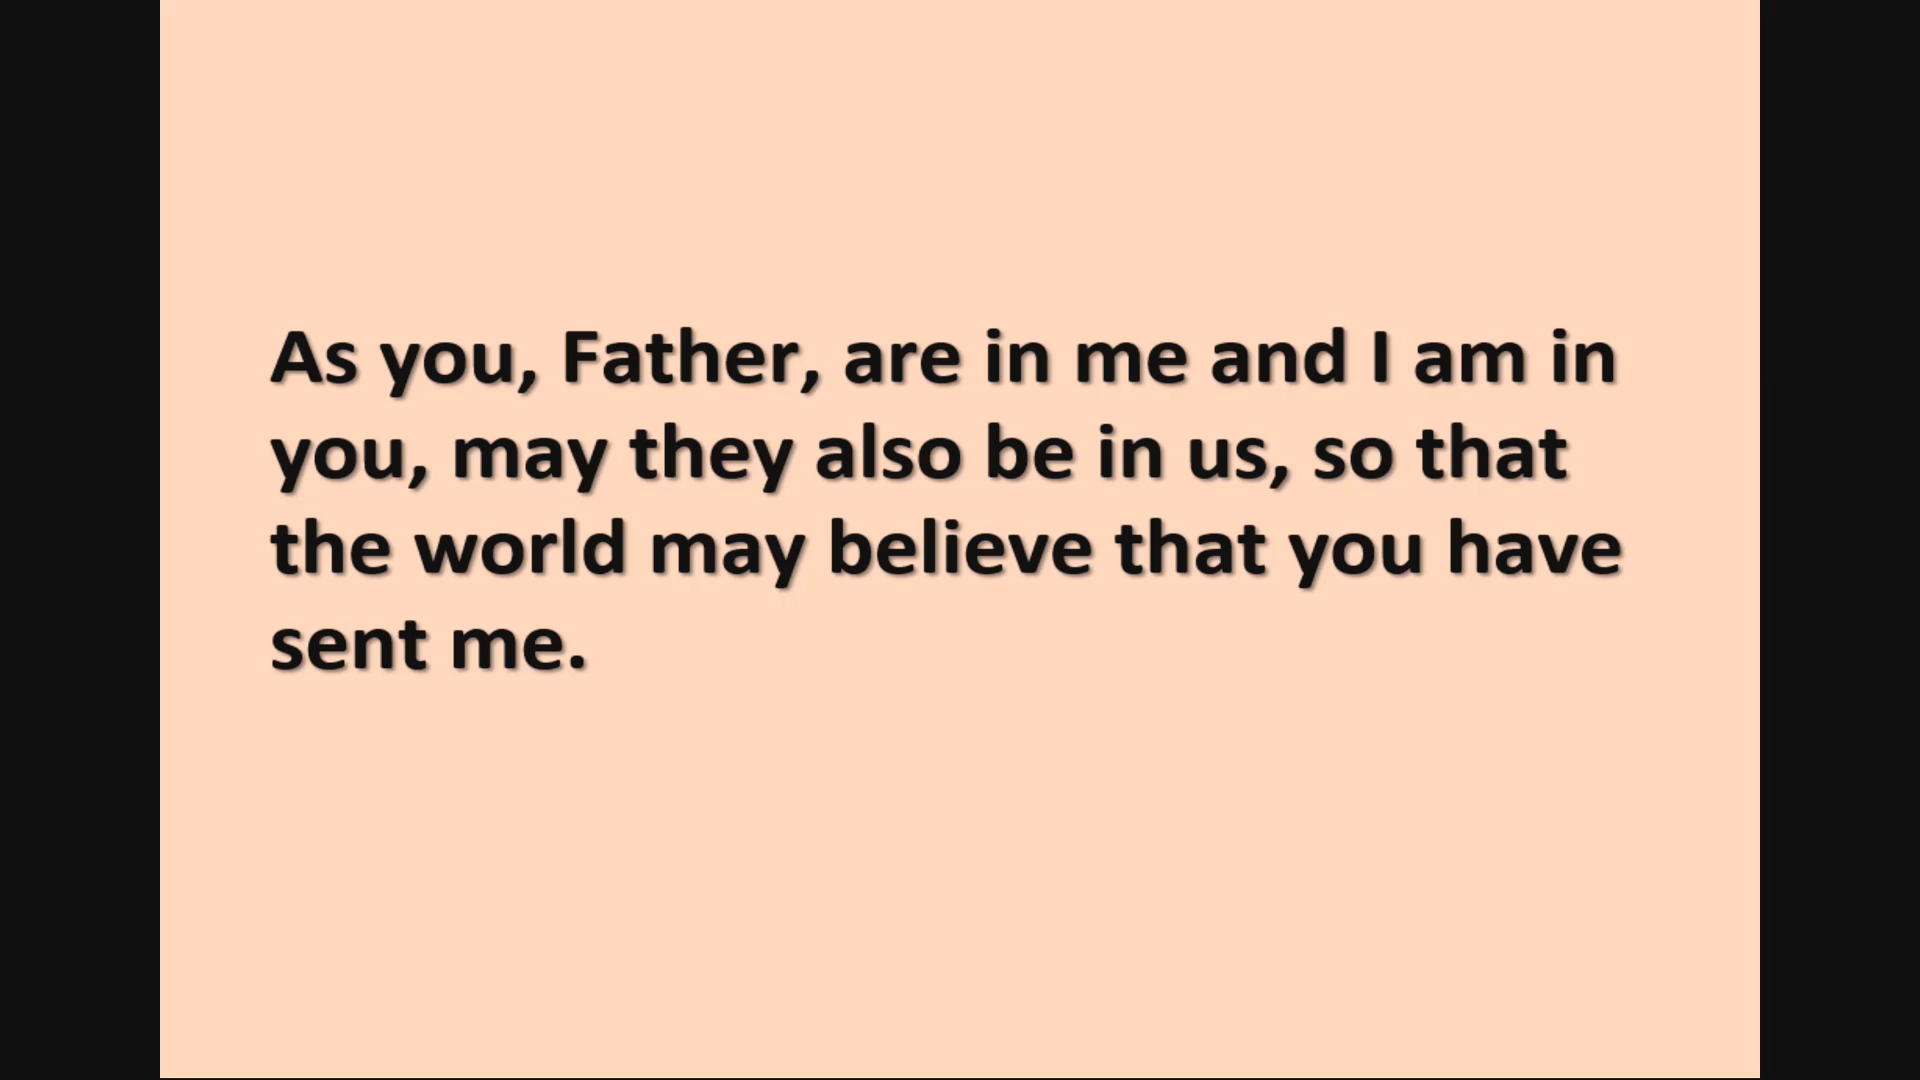 As you, Father, are in me and I am in
you, may they also be in us, so that
the world may believe that you have
sent me.